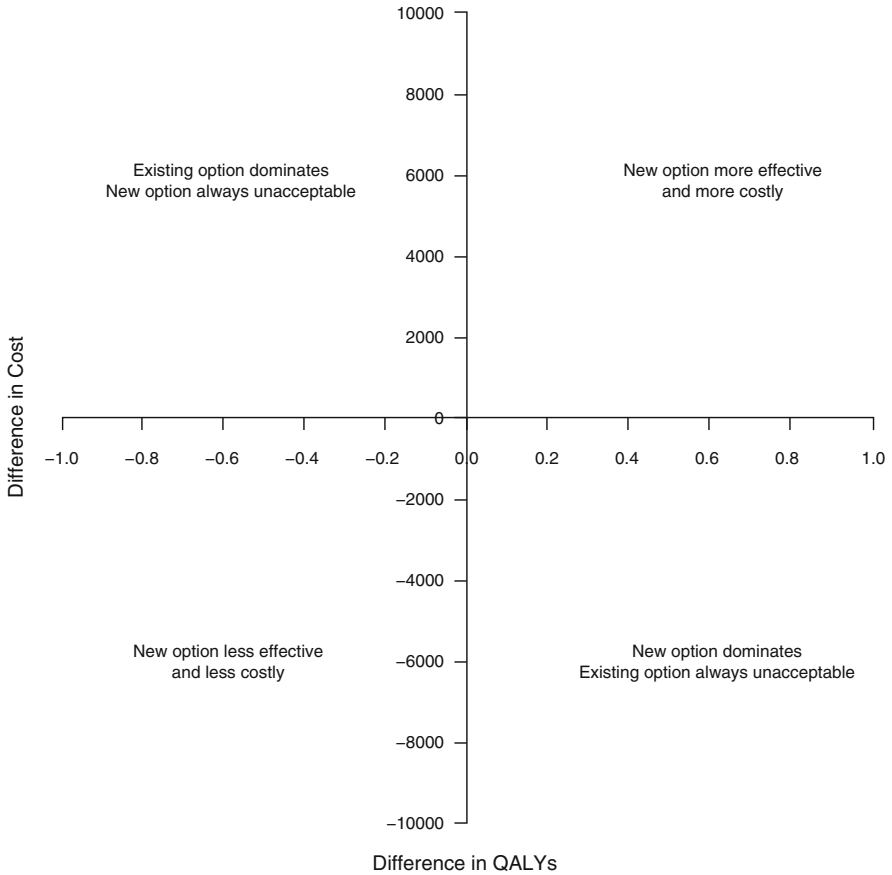 10000
8000
Existing option dominates
New option always unacceptable
6000
New option more effective
and more costly
4000
2000
Difference in Cost
0
−1.0 −0.8 −0.6 −0.4 −0.2 0.0 0.2 0.4 0.6 0.8 1.0
−2000
−4000
New option less effective
and less costly
−6000
New option dominates
Existing option always unacceptable
−8000
−10000
Difference in QALYs